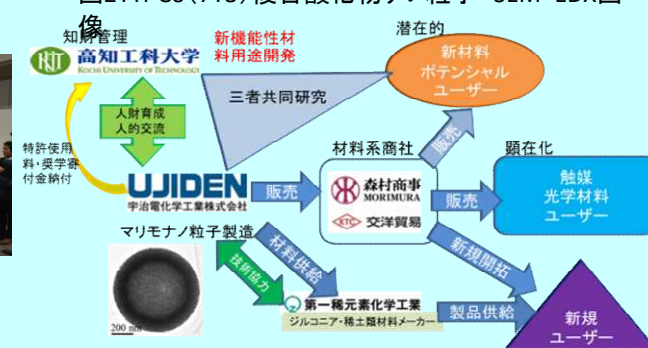 像
知財管理
高知工科大学
KOCHI UNIVERSITY OF TECHNOLOGY
新機能性材
料用途開発
潜在的
新材料
ポテンシャル
ユーザー
三者共同研究
人財育成
人的交流
特許使用
料・奨学寄
付金納付
材料系商社
販売
顕在化
UJIDEN
宇治電化学工業株式会社
販売
森村商事
MORIMURA
KTC 交洋貿易
販売
触媒
光学材料
ユーザー
マリモナノ粒子製造
200 nm
技術協力
材料供給
新規開拓
第一稀元素化学工業
ジルコニア・稀土類材料メーカー
製品供給
新規
ユーザー